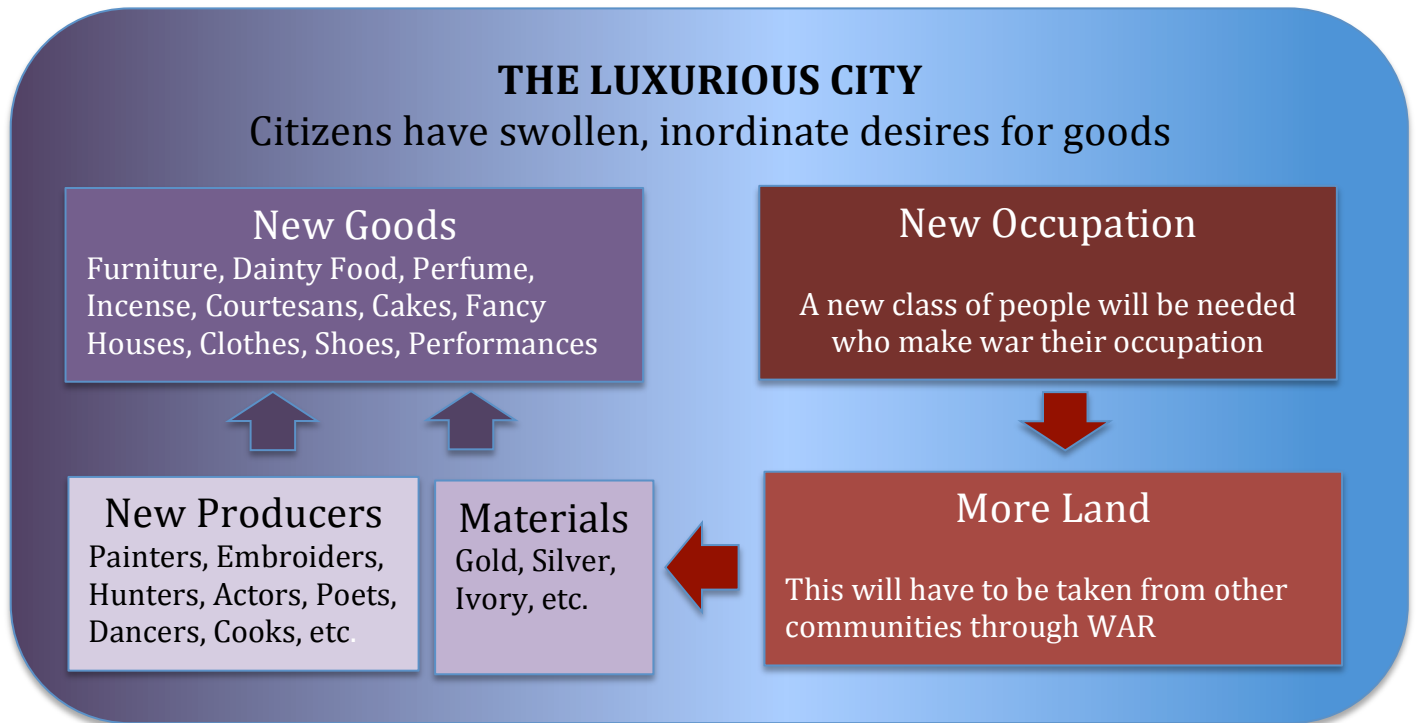 THE LUXURIOUS CITY
Citizens have swollen, inordinate desires for goods
New Goods
Furniture, Dainty Food, Perfume,
Incense, Courtesans, Cakes, Fancy
Houses, Clothes, Shoes, Performances
New Occupation
A new class of people will be needed
who make war their occupation
New Producers
Painters, Embroiders,
Hunters, Actors, Poets,
Dancers, Cooks, etc.
Materials
Gold, Silver,
Ivory, etc.
More Land
This will have to be taken from other
communities through WAR